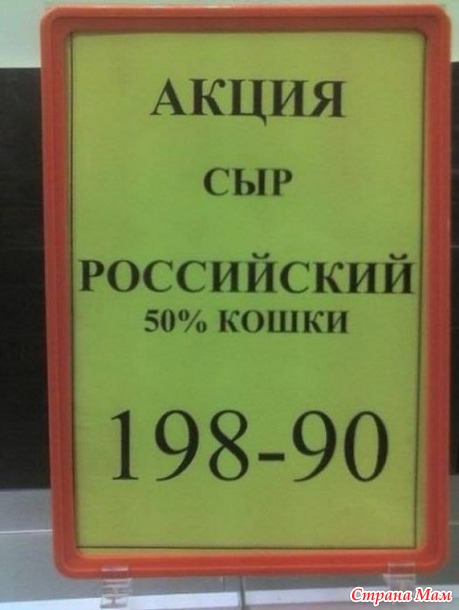 АКЦИЯ
СЫР
РОССИЙСКИЙ
50% КОШКИ
198-90
Страна Мам